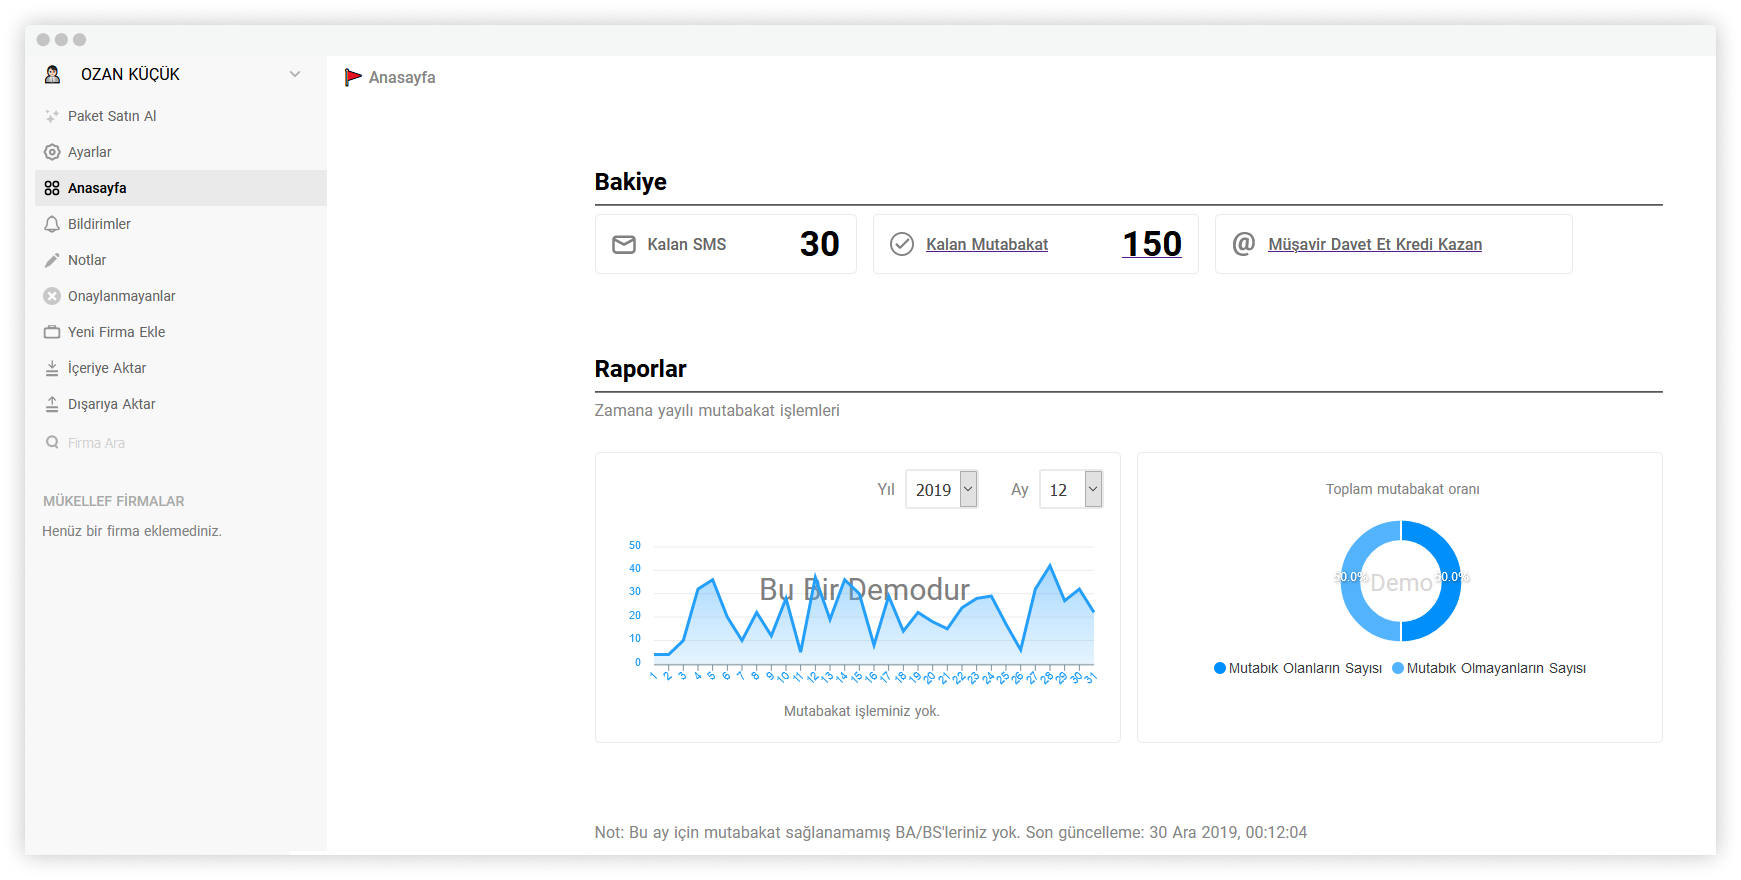 OZAN KÜÇÜK
Paket Satın Al
Ayarlar
Anasayfa
Bildirimler
Notlar
Onaylanmayanlar
Yeni Firma Ekle
İçeriye Aktar
Dışarıya Aktar
Firma Ara
MÜKELLEF FİRMALAR
Henüz bir firma eklemediniz.
Anasayfa
Bakiye
Kalan SMS 30
Kalan Mutabakat 150
@ Müşavir Davet Et Kredi Kazan
Raporlar
Zamana yayılı mutabakat işlemleri
Yıl 2019 Ay 12
50
40
30
20
10
0
Bu Bir Demodur
1 2 3 4 5 6 7 8 9 10 11 12 13 14 15 16 17 18 19 20 21 22 23 24 25 26 27 28 29 30 31
Mutabakat işleminiz yok.
Toplam mutabakat oranı
50.0% Demo 50.0%
Mutabık Olanların Sayısı Mutabık Olmayanların Sayısı
Not: Bu ay için mutabakat sağlanamamış BA/BS'leriniz yok. Son güncelleme: 30 Ara 2019, 00:12:04